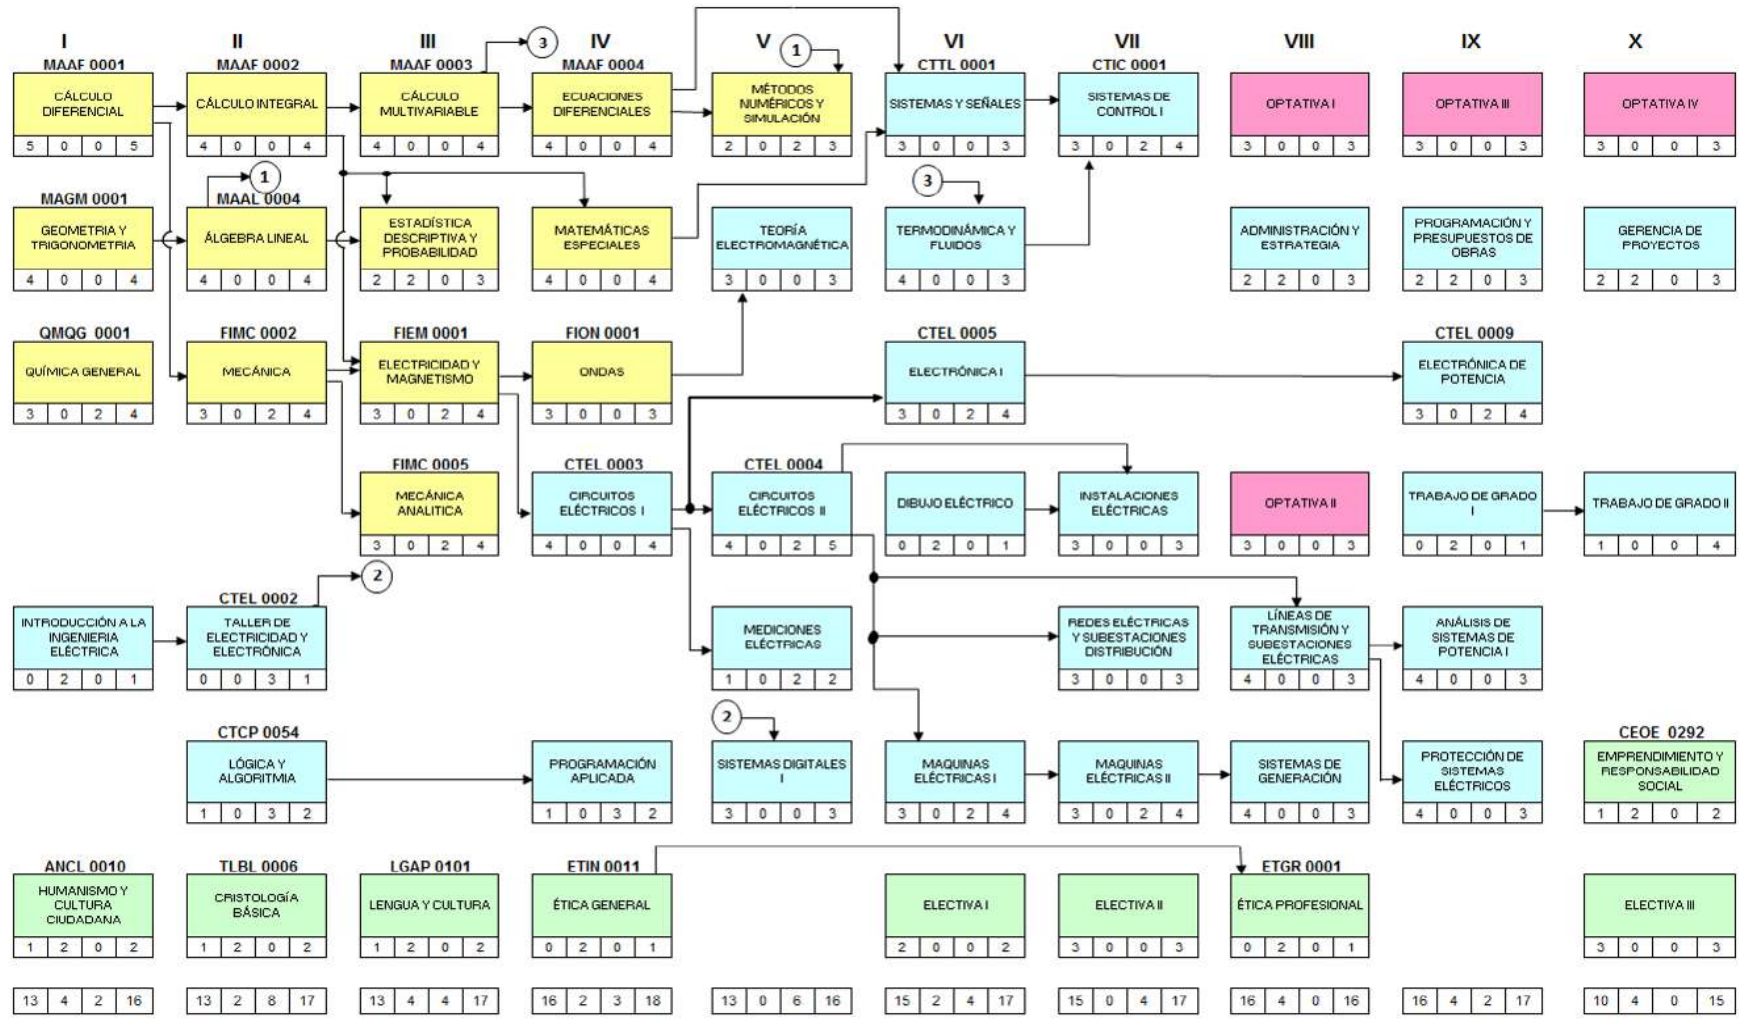 I II III IV V VI VII VIII IX X
1
3
MAAF 0001 MAAF 0002 MAAF 0003 MAAF 0004 CTTL 0001 CTIC 0001
CÁLCULO
DIFERENCIAL
5 0 0 5
CÁLCULO INTEGRAL
4 0 0 4
CÁLCULO
MULTIVARIABLE
4 0 0 4
ECUACIONES
DIFERENCIALES
4 0 0 4
MÉTODOS
NUMÉRICOS Y
SIMULACIÓN
2 0 2 3
SISTEMAS Y SEÑALES
3 0 0 3
SISTEMAS DE
CONTROL I
3 0 2 4
OPTATIVA I
3 0 0 3
OPTATIVA III
3 0 0 3
OPTATIVA IV
3 0 0 3
1
3
MAGM 0001 MAAL 0004
GEOMETRIA Y
TRIGONOMETRIA
4 0 0 4
ÁLGEBRA LINEAL
4 0 0 4
ESTADÍSTICA
DESCRIPTIVA Y
PROBABILIDAD
2 2 0 3
MATEMÁTICAS
ESPECIALES
4 0 0 4
TEORÍA
ELECTROMAGNÉTICA
3 0 0 3
TERMODINÁMICA Y
FLUIDOS
4 0 0 3
ADMINISTRACIÓN Y
ESTRATEGIA
2 2 0 3
PROGRAMACIÓN Y
PRESUPUESTOS DE
OBRAS
2 2 0 3
GERENCIA DE
PROYECTOS
2 2 0 3
QMQG 0001 FIMC 0002 FIEM 0001 FION 0001 CTEL 0005 CTEL 0009
QUÍMICA GENERAL
3 0 2 4
MECÁNICA
3 0 2 4
ELECTRICIDAD Y
MAGNETISMO
3 0 2 4
ONDAS
3 0 0 3
ELECTRÓNICA I
3 0 2 4
ELECTRÓNICA DE
POTENCIA
3 0 2 4
FIMC 0005 CTEL 0003 CTEL 0004
MECÁNICA
ANALITICA
3 0 2 4
CIRCUITOS
ELÉCTRICOS I
4 0 0 4
CIRCUITOS
ELÉCTRICOS II
4 0 2 5
DIBUJO ELÉCTRICO
0 2 0 1
INSTALACIONES
ELÉCTRICAS
3 0 0 3
OPTATIVA II
3 0 0 3
TRABAJO DE GRADO
I
0 2 0 1
TRABAJO DE GRADO II
1 0 0 4
2
CTEL 0002
INTRODUCCIÓN A LA
INGENIERIA
ELÉCTRICA
0 2 0 1
TALLER DE
ELECTRICIDAD Y
ELECTRÓNICA
0 0 3 1
MEDICIONES
ELÉCTRICAS
1 0 2 2
REDES ELÉCTRICAS
Y SUBESTACIONES
DISTRIBUCIÓN
3 0 0 3
LÍNEAS DE
TRANSMISIÓN Y
SUBESTACIONES
ELÉCTRICAS
4 0 0 3
ANÁLISIS DE
SISTEMAS DE
POTENCIA I
4 0 0 3
2
CTCP 0054 CEOE 0292
LÓGICA Y
ALGORITMIA
1 0 3 2
PROGRAMACIÓN
APLICADA
1 0 3 2
SISTEMAS DIGITALES
I
3 0 0 3
MAQUINAS
ELÉCTRICAS I
3 0 2 4
MAQUINAS
ELÉCTRICAS II
3 0 2 4
SISTEMAS DE
GENERACIÓN
4 0 0 3
PROTECCIÓN DE
SISTEMAS
ELÉCTRICOS
4 0 0 3
EMPRENDIMIENTO Y
RESPONSABILIDAD
SOCIAL
1 2 0 2
ANCL 0010 TLBL 0006 LGAP 0101 ETIN 0011 ETGR 0001
HUMANISMO Y
CULTURA
CIUDADANA
1 2 0 2
CRISTOLOGÍA
BÁSICA
1 2 0 2
LENGUA Y CULTURA
1 2 0 2
ÉTICA GENERAL
0 2 0 1
ELECTIVA I
2 0 0 2
ELECTIVA II
3 0 0 3
ÉTICA PROFESIONAL
0 2 0 1
ELECTIVA III
3 0 0 3
13 4 2 16
13 2 8 17
13 4 4 17
16 2 3 18
13 0 6 16
15 2 4 17
15 0 4 17
16 4 0 16
16 4 2 17
10 4 0 15